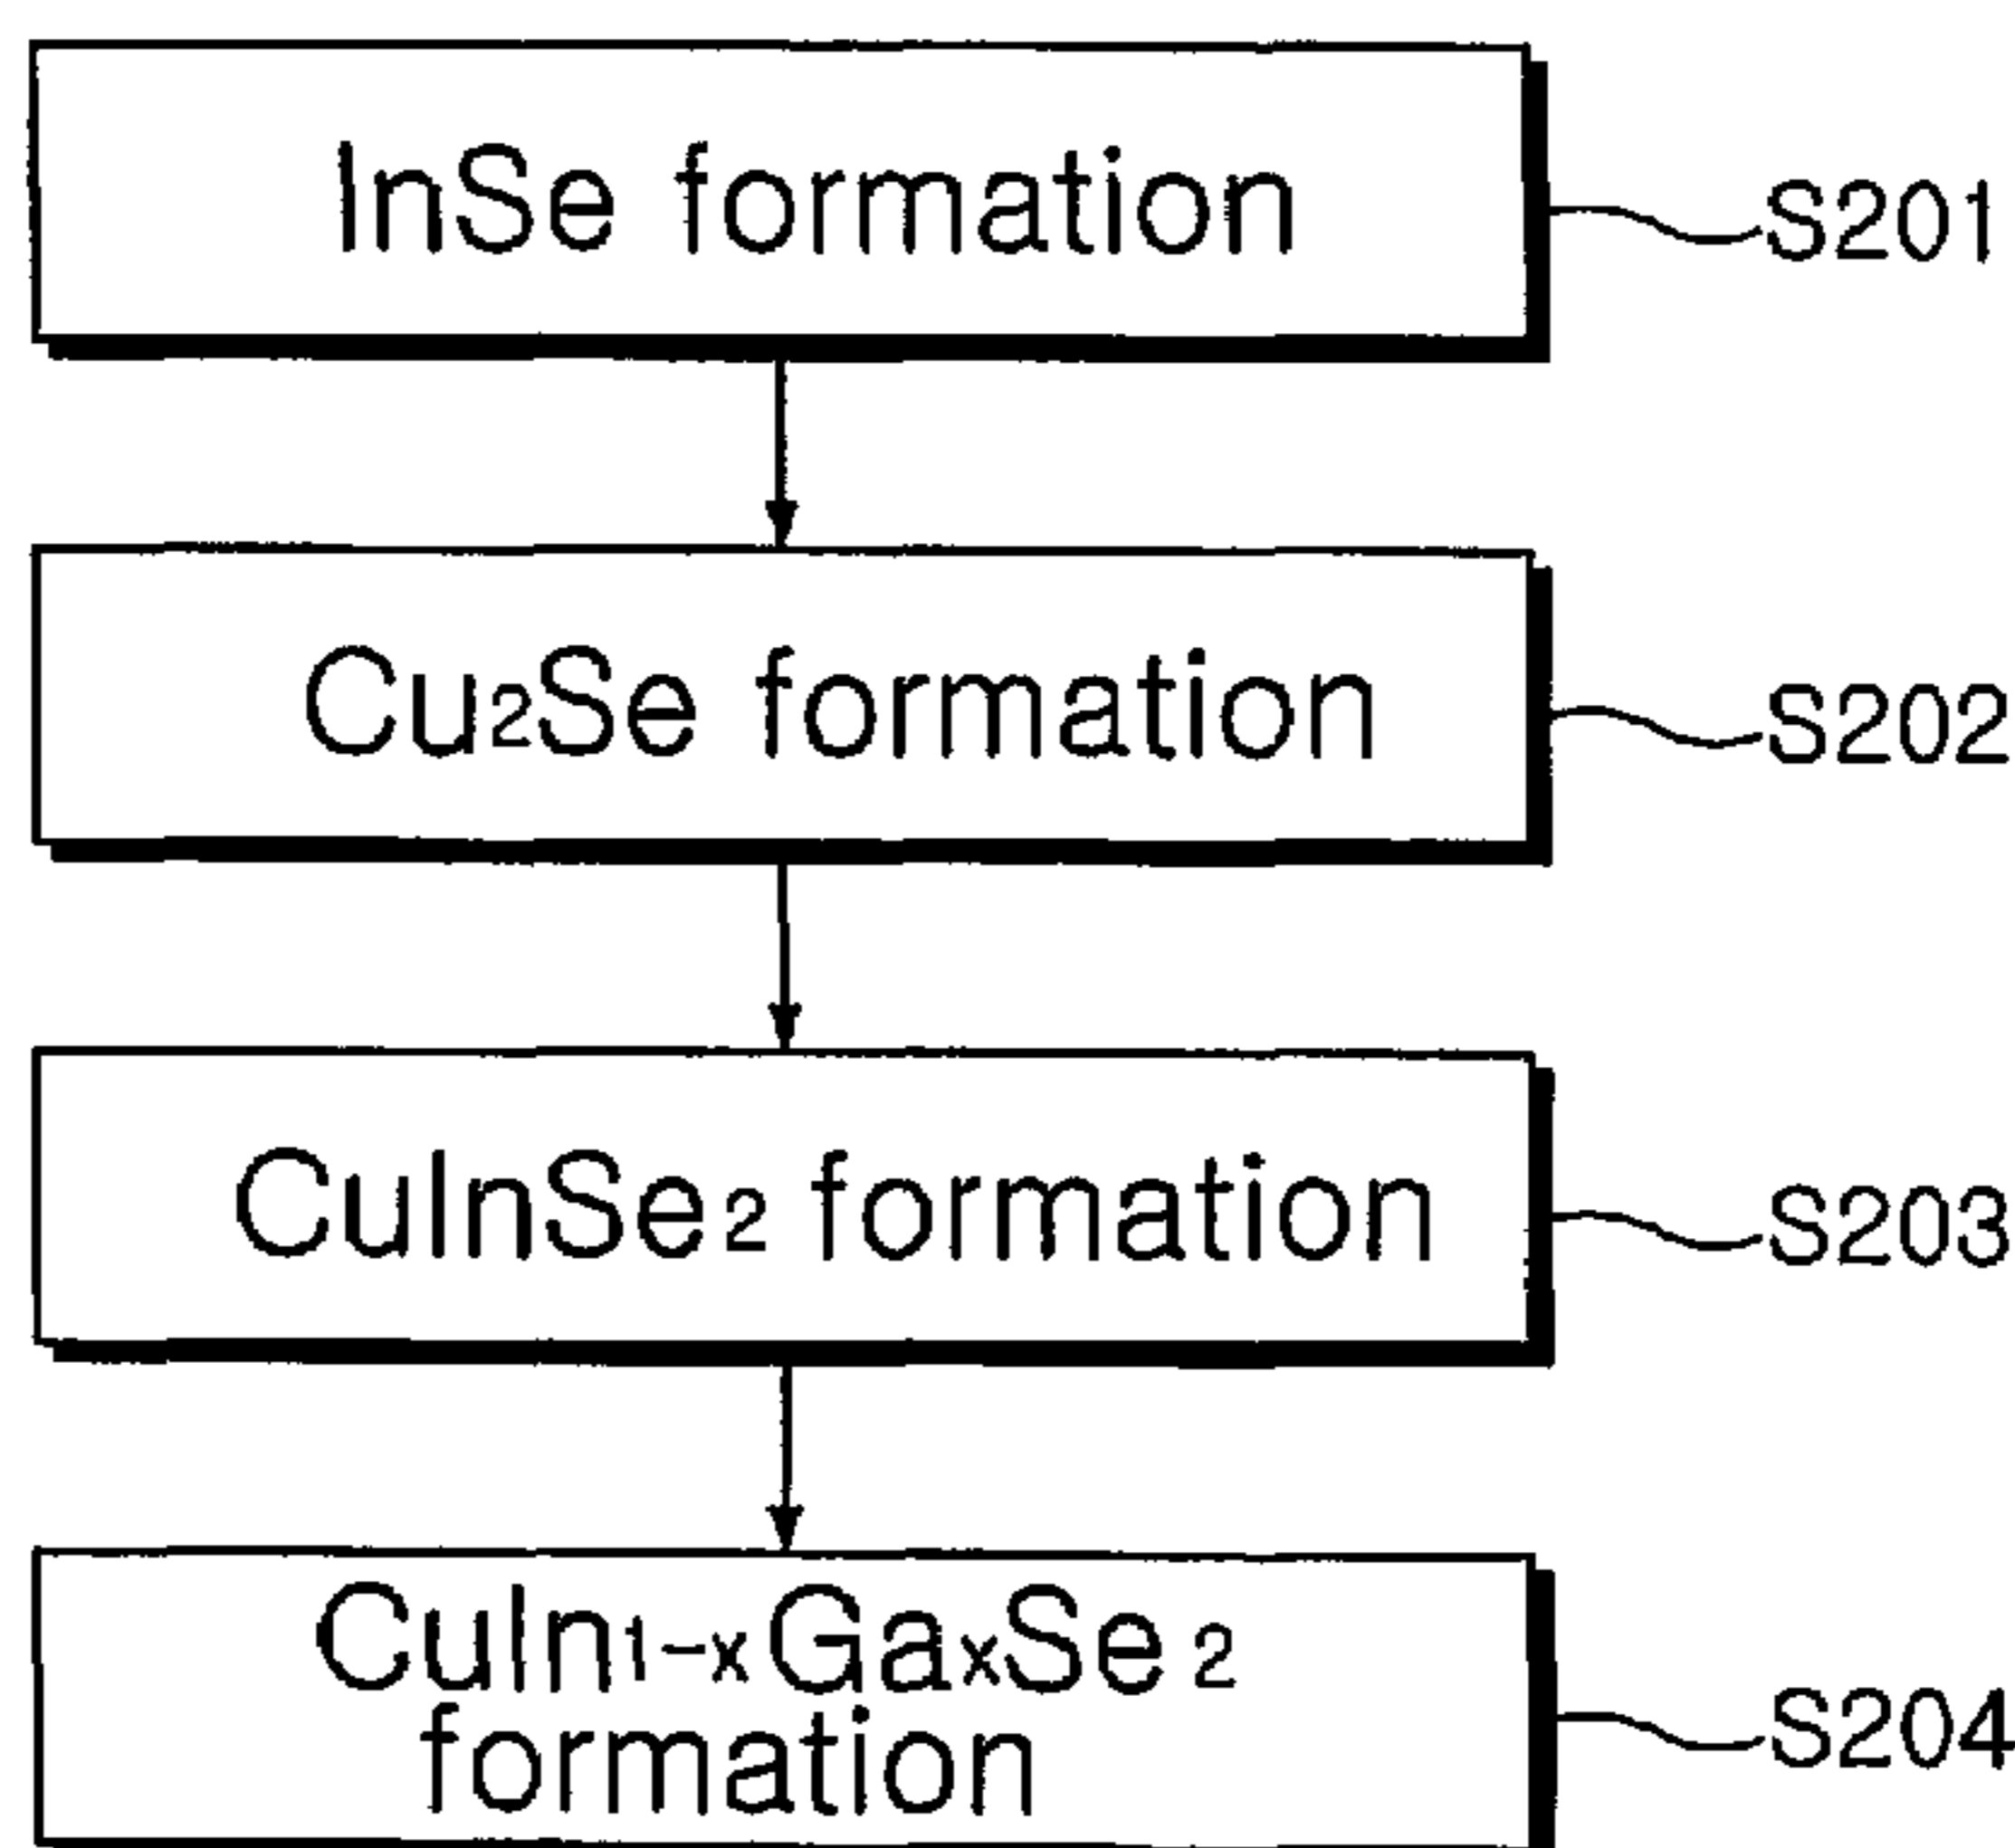 InSe formation
S201
Cu₂Se formation
S202
CuInSe₂ formation
S203
CuIn₁₋ₓGaₓSe₂
formation
S204